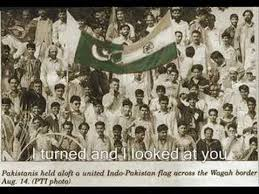 I turned and I looked at you
Pakistanis held aloft a united Indo-Pakistan flag across the Wagah border
Aug. 14. (PTI photo)